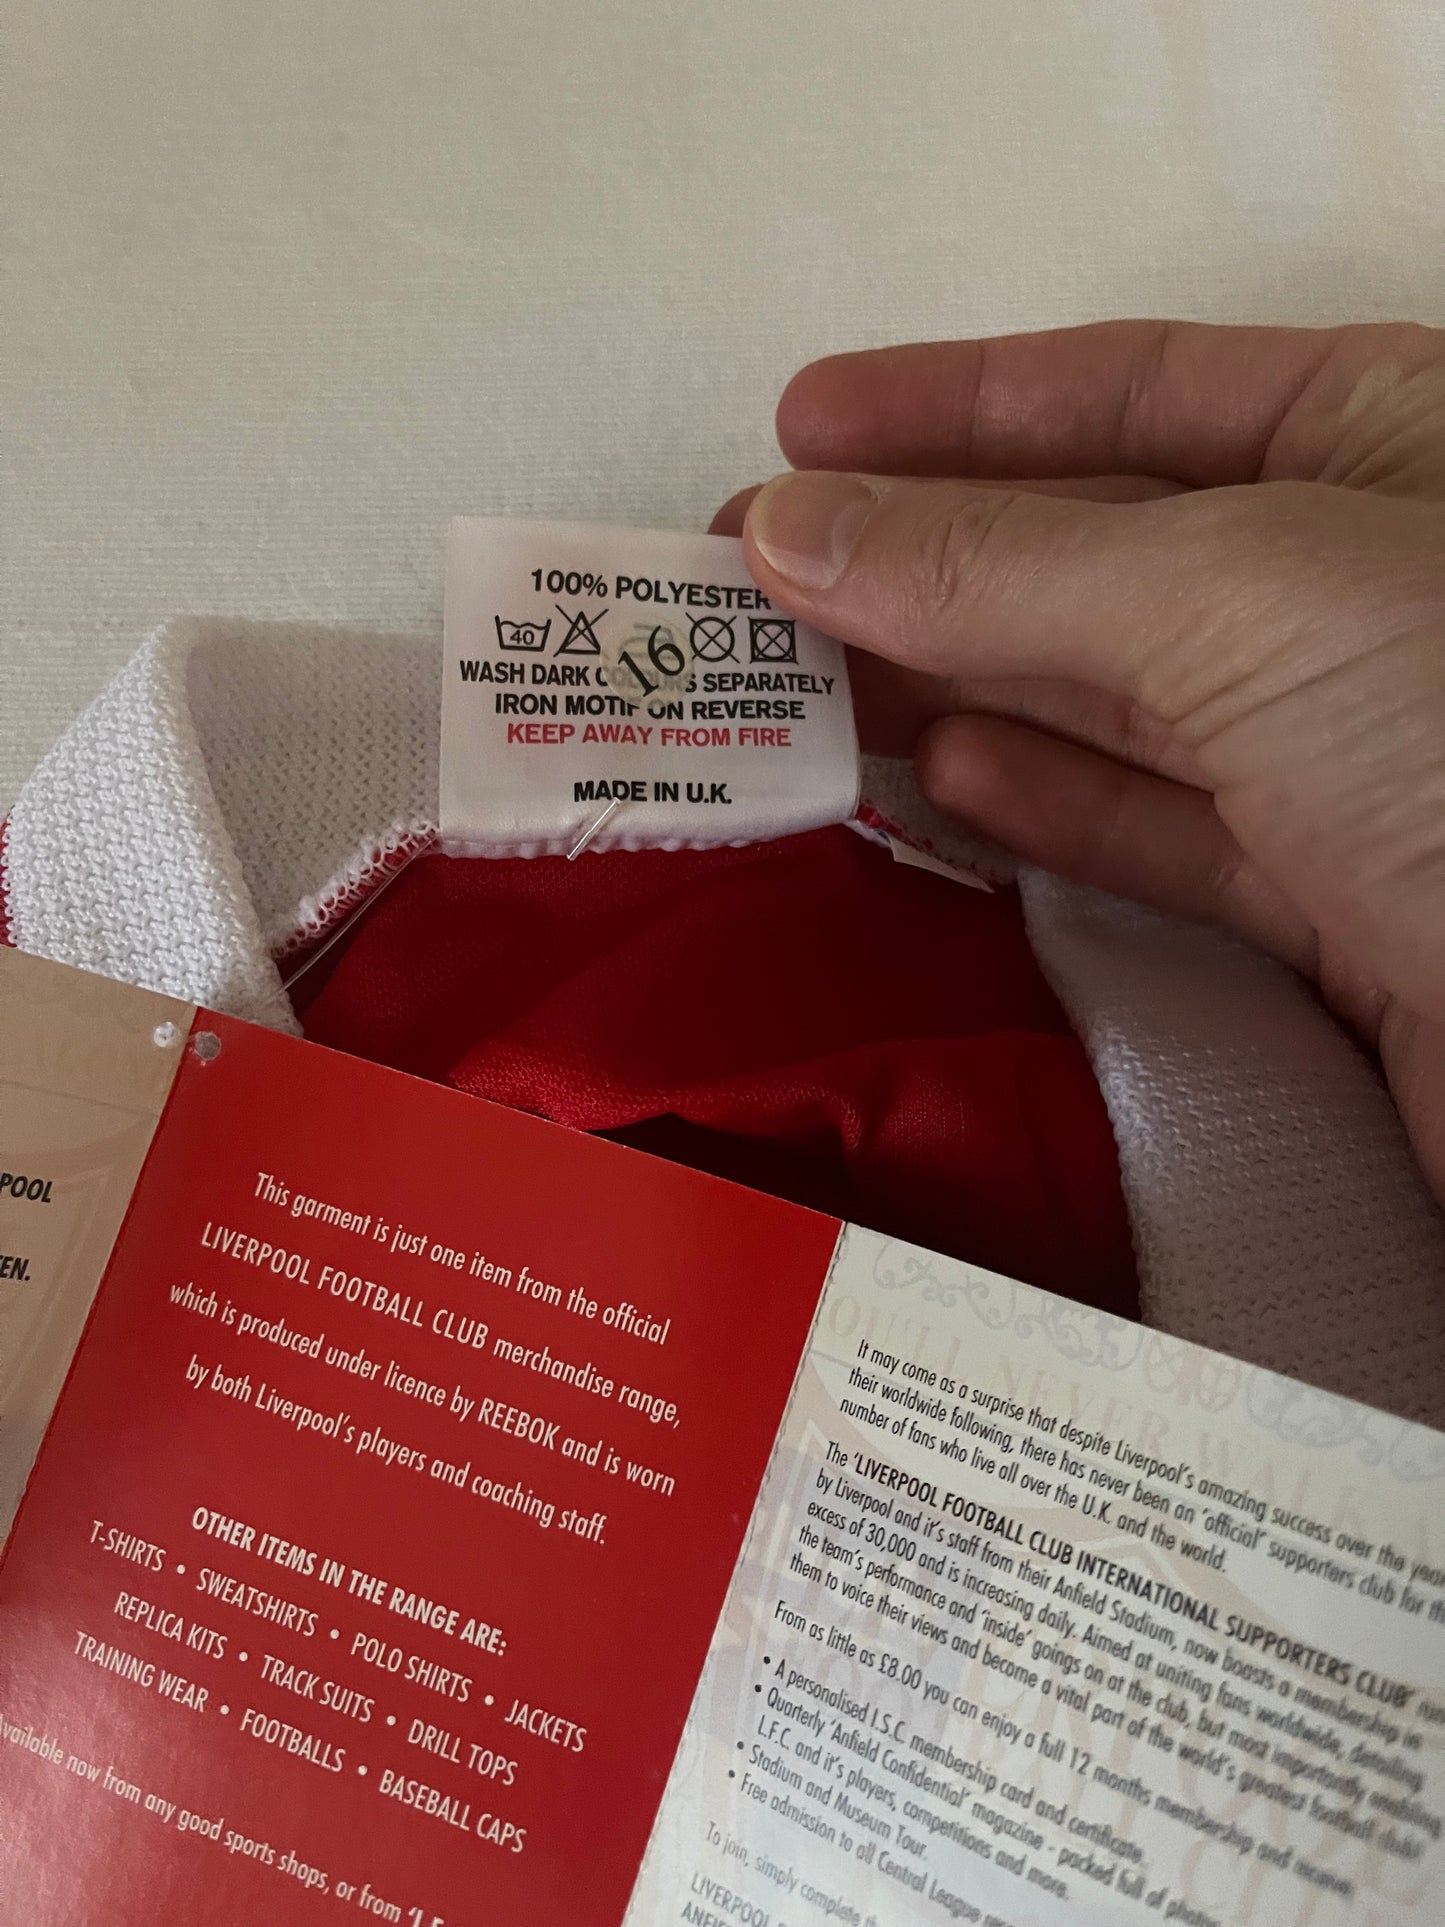 100% POLYESTER
40
16
WASH DARK COLOURS SEPARATELY
IRON MOTIF ON REVERSE
KEEP AWAY FROM FIRE
MADE IN U.K.
POOL
EN.
This garment is just one item from the official
LIVERPOOL FOOTBALL CLUB merchandise range,
which is produced under licence by REEBOK and is worn
by both Liverpool's players and coaching staff.
OTHER ITEMS IN THE RANGE ARE:
T-SHIRTS • SWEATSHIRTS • POLO SHIRTS • JACKETS
REPLICA KITS • TRACK SUITS • DRILL TOPS
TRAINING WEAR • FOOTBALLS • BASEBALL CAPS
Available now from any good sports shops, or from
It may come as a surprise that despite Liverpool's amazing success over the years
their worldwide following, there has never been an 'official' supporters club for the
number of fans who live all over the U.K. and the world.
The 'LIVERPOOL FOOTBALL CLUB INTERNATIONAL SUPPORTERS CLUB' run
by Liverpool and it's staff from their Anfield Stadium, now boasts a membership in
excess of 30,000 and is increasing daily. Aimed at uniting fans worldwide, detailing
the team's performance and 'inside' goings on at the club, but most importantly enabling
them to voice their views and become a vital part of the world's greatest football club!
From as little as £8.00 you can enjoy a full 12 months membership and receive
• A personalised I.S.C. membership card and certificate.
• Quarterly 'Anfield Confidential' magazine - packed full of photos
L.F.C. and it's players, competitions and more.
• Stadium and Museum Tour.
• Free admission to all Central League
To join, simply complete the
LIVERPOOL